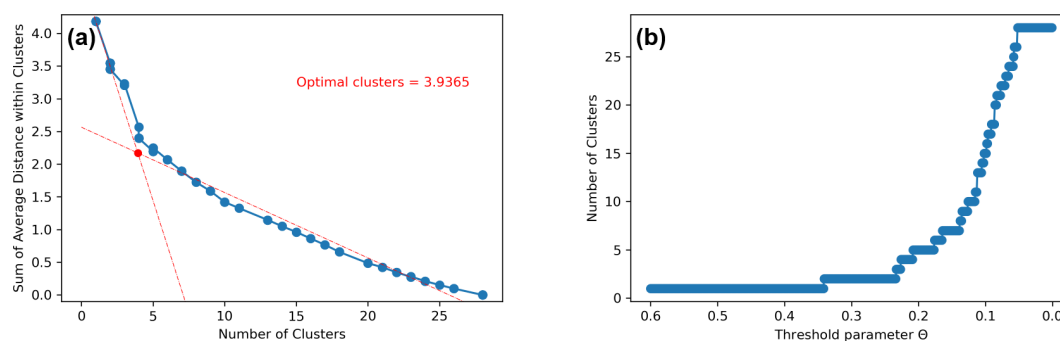 (a)
Sum of Average Distance within Clusters
4.0
3.5
3.0
2.5
2.0
1.5
1.0
0.5
0.0
Optimal clusters = 3.9365
0 5 10 15 20 25
Number of Clusters
(b)
Number of Clusters
25
20
15
10
5
0
0.6 0.5 0.4 0.3 0.2 0.1 0.0
Threshold parameter Θ